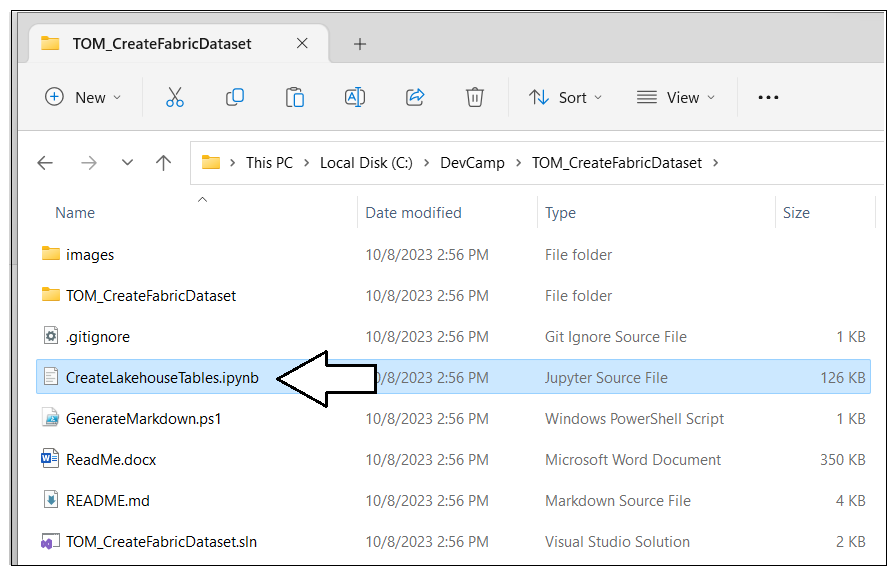 TOM_CreateFabricDataset
New
Sort
View
This PC > Local Disk (C:) > DevCamp > TOM_CreateFabricDataset >
Name Date modified Type Size
images 10/8/2023 2:56 PM File folder
TOM_CreateFabricDataset 10/8/2023 2:56 PM File folder
.gitignore 10/8/2023 2:56 PM Git Ignore Source File 1 KB
CreateLakehouseTables.ipynb 0/8/2023 2:56 PM Jupyter Source File 126 KB
GenerateMarkdown.ps1 10/8/2023 2:56 PM Windows PowerShell Script 1 KB
ReadMe.docx 10/8/2023 2:56 PM Microsoft Word Document 350 KB
README.md 10/8/2023 2:56 PM Markdown Source File 4 KB
TOM_CreateFabricDataset.sln 10/8/2023 2:56 PM Visual Studio Solution 2 KB